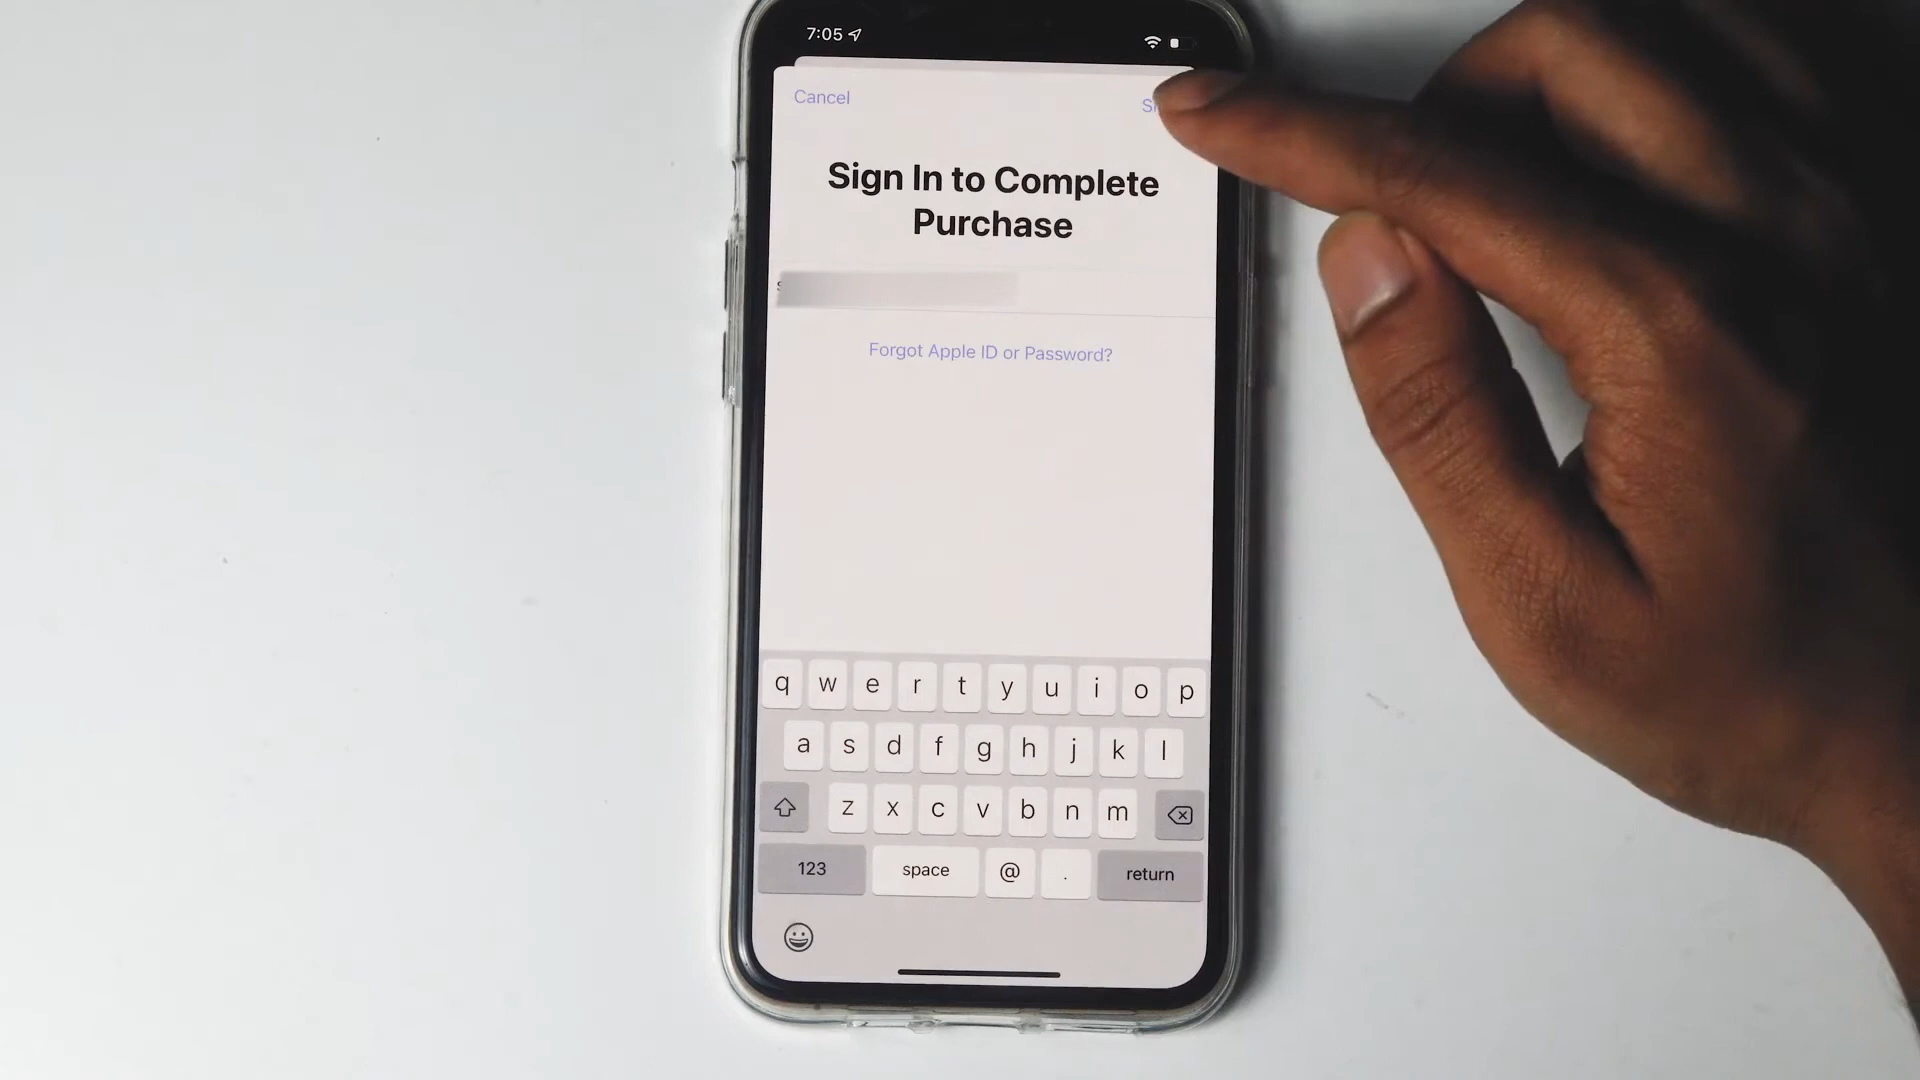 7:05
Cancel
Sign In to Complete
Purchase
Forgot Apple ID or Password?
q w e r t y u i o p
a s d f g h j k l
z x c v b n m
123 space @ . return